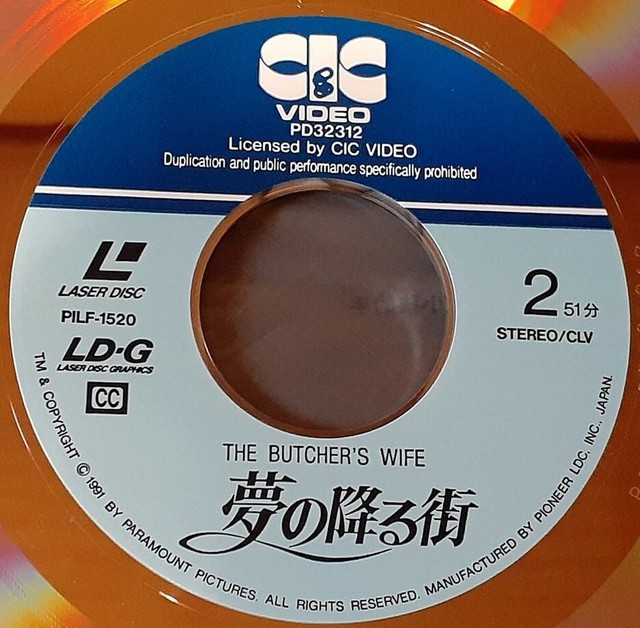 CIC
&
VIDEO
PD32312
Licensed by CIC VIDEO
Duplication and public performance specifically prohibited
LASER DISC
PILF-1520
LD-G
LASER DISC GRAPHICS
CC
2 51分
STEREO/CLV
THE BUTCHER'S WIFE
夢の降る街
TM & COPYRIGHT © 1991 BY PARAMOUNT PICTURES. ALL RIGHTS RESERVED. MANUFACTURED BY PIONEER LDC, INC., JAPAN.